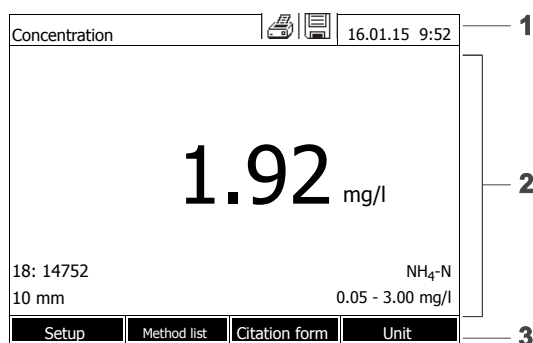 Concentration 16.01.15 9:52 1
1.92 mg/l
2
18: 14752 NH₄-N
10 mm 0.05 - 3.00 mg/l
Setup Method list Citation form Unit 3